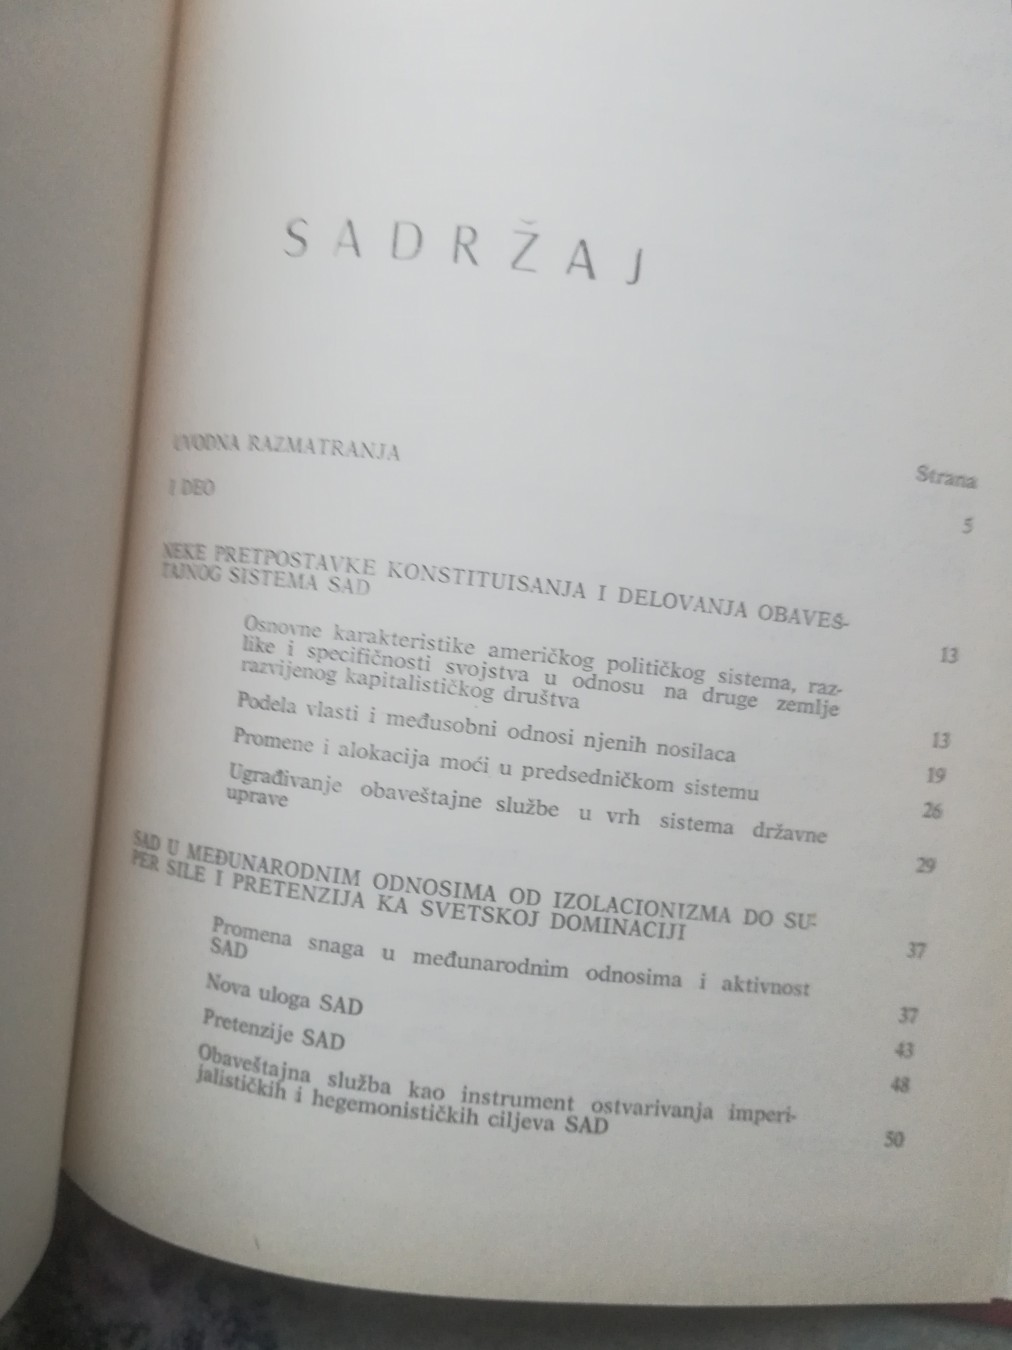 SADRŽAJ
Strana
UVODNA RAZMATRANJA 5
I DEO
NEKE PRETPOSTAVKE KONSTITUISANJA I DELOVANJA OBAVEŠ-
TAJNOG SISTEMA SAD 13
Osnovne karakteristike američkog političkog sistema, raz-
like i specifičnosti svojstva u odnosu na druge zemlje
razvijenog kapitalističkog društva 13
Podela vlasti i međusobni odnosi njenih nosilaca 19
Promene i alokacija moći u predsedničkom sistemu 26
Ugrađivanje obaveštajne službe u vrh sistema državne
uprave 29
SAD U MEĐUNARODNIM ODNOSIMA OD IZOLACIONIZMA DO SU-
PER SILE I PRETENZIJA KA SVETSKOJ DOMINACIJI 37
Promena snaga u međunarodnim odnosima i aktivnost
SAD 37
Nova uloga SAD 43
Pretenzije SAD 48
Obaveštajna služba kao instrument ostvarivanja imperi-
jalističkih i hegemonističkih ciljeva SAD 50